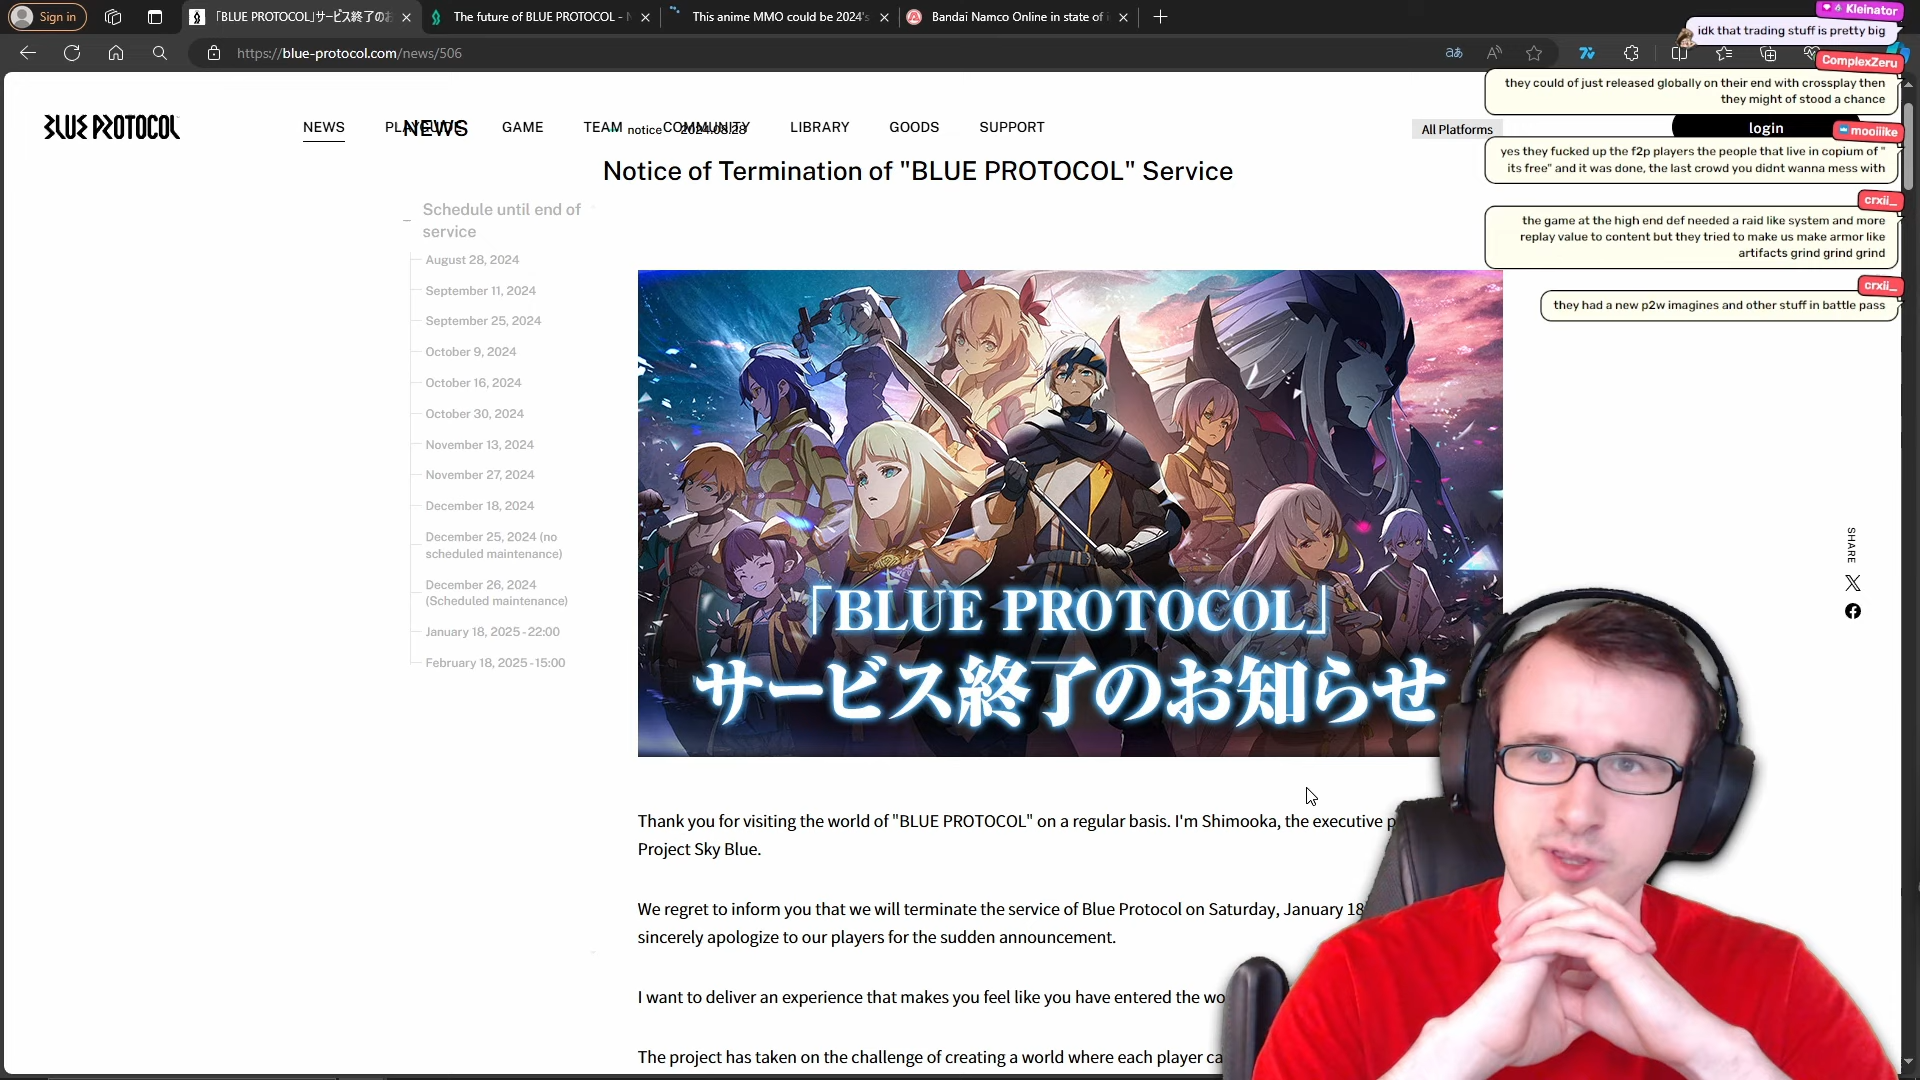 Sign in
「BLUE PROTOCOL」サービス終了のお
The future of BLUE PROTOCOL -
This anime MMO could be 2024's
Bandai Namco Online in state of
https://blue-protocol.com/news/506
BLUE PROTOCOL
NEWS
GAME
TEAM
COMMUNITY
LIBRARY
GOODS
SUPPORT
NEWS
notice
2024.08.28
All Platforms
login
Notice of Termination of "BLUE PROTOCOL" Service
Schedule until end of
service
August 28, 2024
September 11, 2024
September 25, 2024
October 9, 2024
October 16, 2024
October 30, 2024
November 13, 2024
November 27, 2024
December 18, 2024
December 25, 2024 (no
scheduled maintenance)
December 26, 2024
(Scheduled maintenance)
January 18, 2025 - 22:00
February 18, 2025 - 15:00
「BLUE PROTOCOL」
サービス終了のお知らせ
Thank you for visiting the world of "BLUE PROTOCOL" on a regular basis. I'm Shimooka, the executive
Project Sky Blue.
We regret to inform you that we will terminate the service of Blue Protocol on Saturday, January 18
sincerely apologize to our players for the sudden announcement.
I want to deliver an experience that makes you feel like you have entered the
The project has taken on the challenge of creating a world where each player
SHARE
Kleinator
idk that trading stuff is pretty big
ComplexZeru
they could of just released globally on their end with crossplay then
they might of stood a chance
mooiiike
yes they fucked up the f2p players the people that live in copium of "
its free" and it was done, the last crowd you didnt wanna mess with
crxii_
the game at the high end def needed a raid like system and more
replay value to content but they tried to make us make armor like
artifacts grind grind grind
crxii_
they had a new p2w imagines and other stuff in battle pass